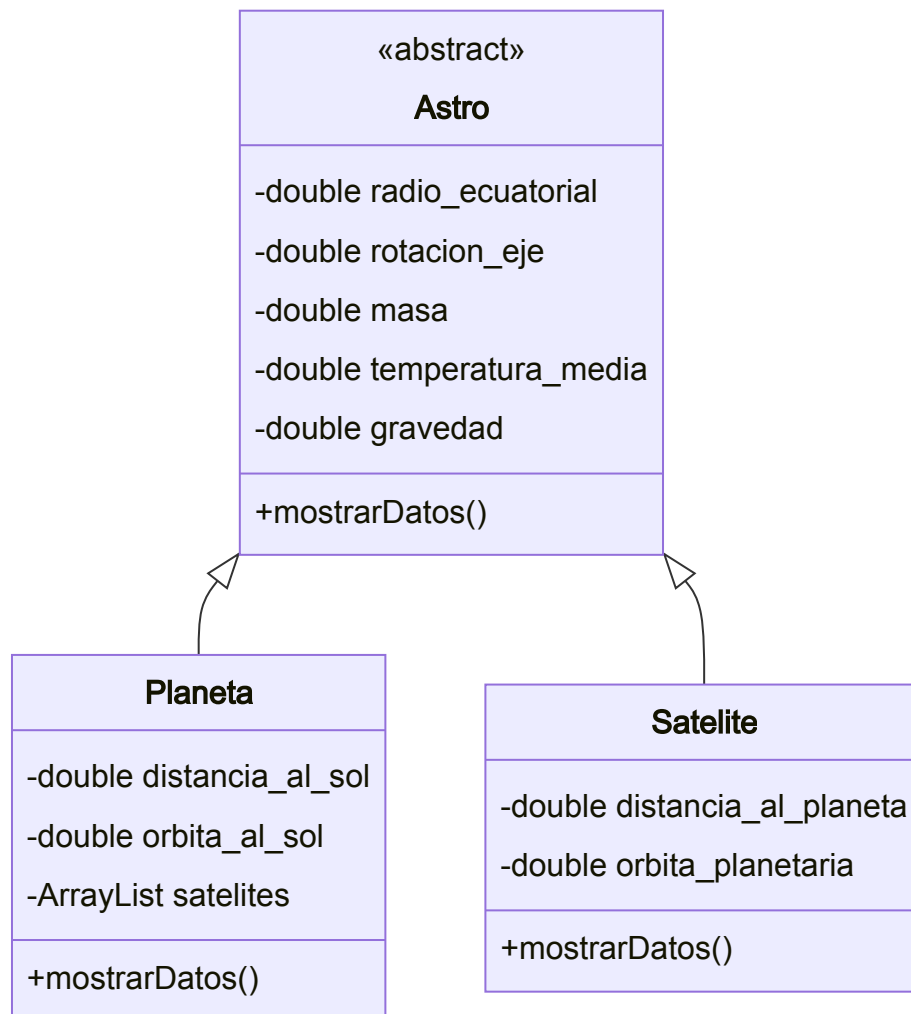 «abstract»
Astro
-double radio_ecuatorial
-double rotacion_eje
-double masa
-double temperatura_media
-double gravedad
+mostrarDatos()
Planeta
-double distancia_al_sol
-double orbita_al_sol
-ArrayList satelites
+mostrarDatos()
Satelite
-double distancia_al_planeta
-double orbita_planetaria
+mostrarDatos()